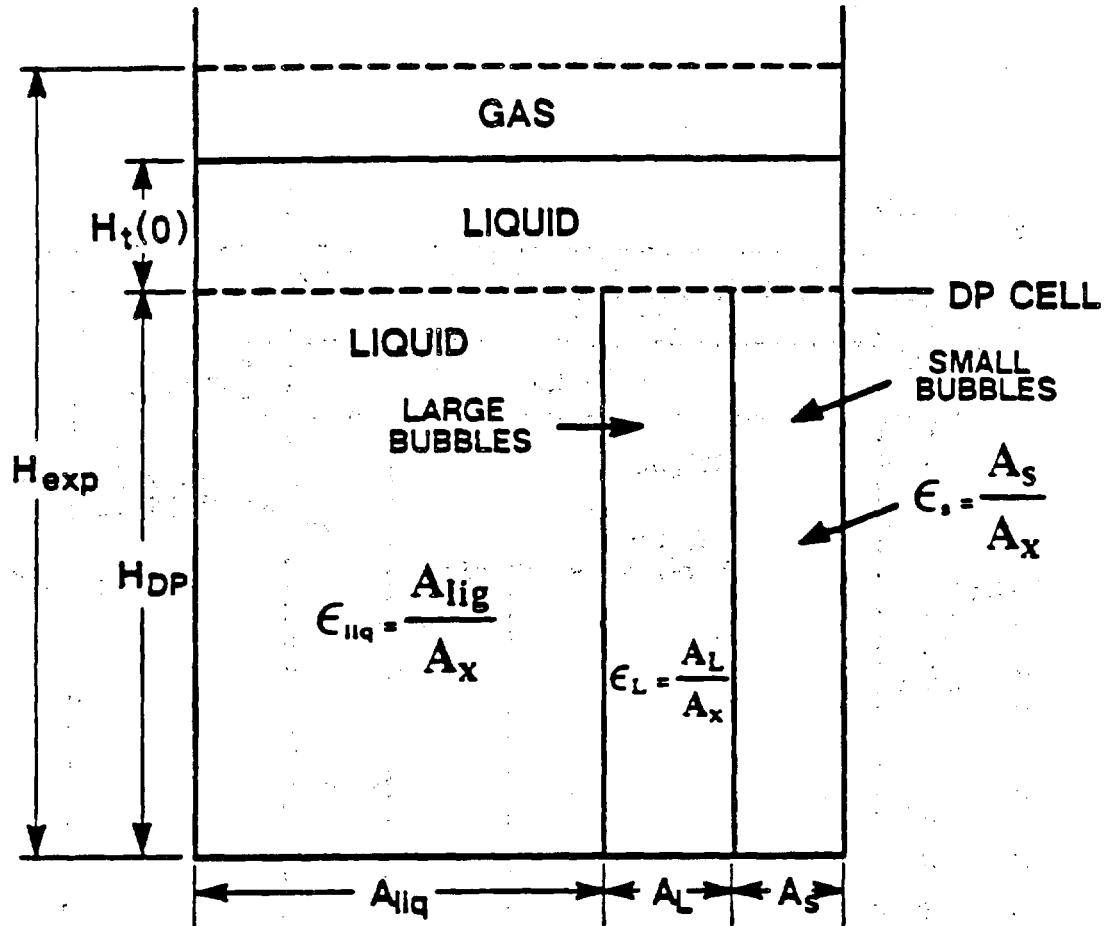 GAS
H_t(0)
LIQUID
DP CELL
LIQUID
SMALL
BUBBLES
LARGE
BUBBLES
H_exp
ϵ_s = A_s / A_x
H_DP
ϵ_liq = A_lig / A_x
ϵ_L = A_L / A_x
A_liq
A_L
A_S